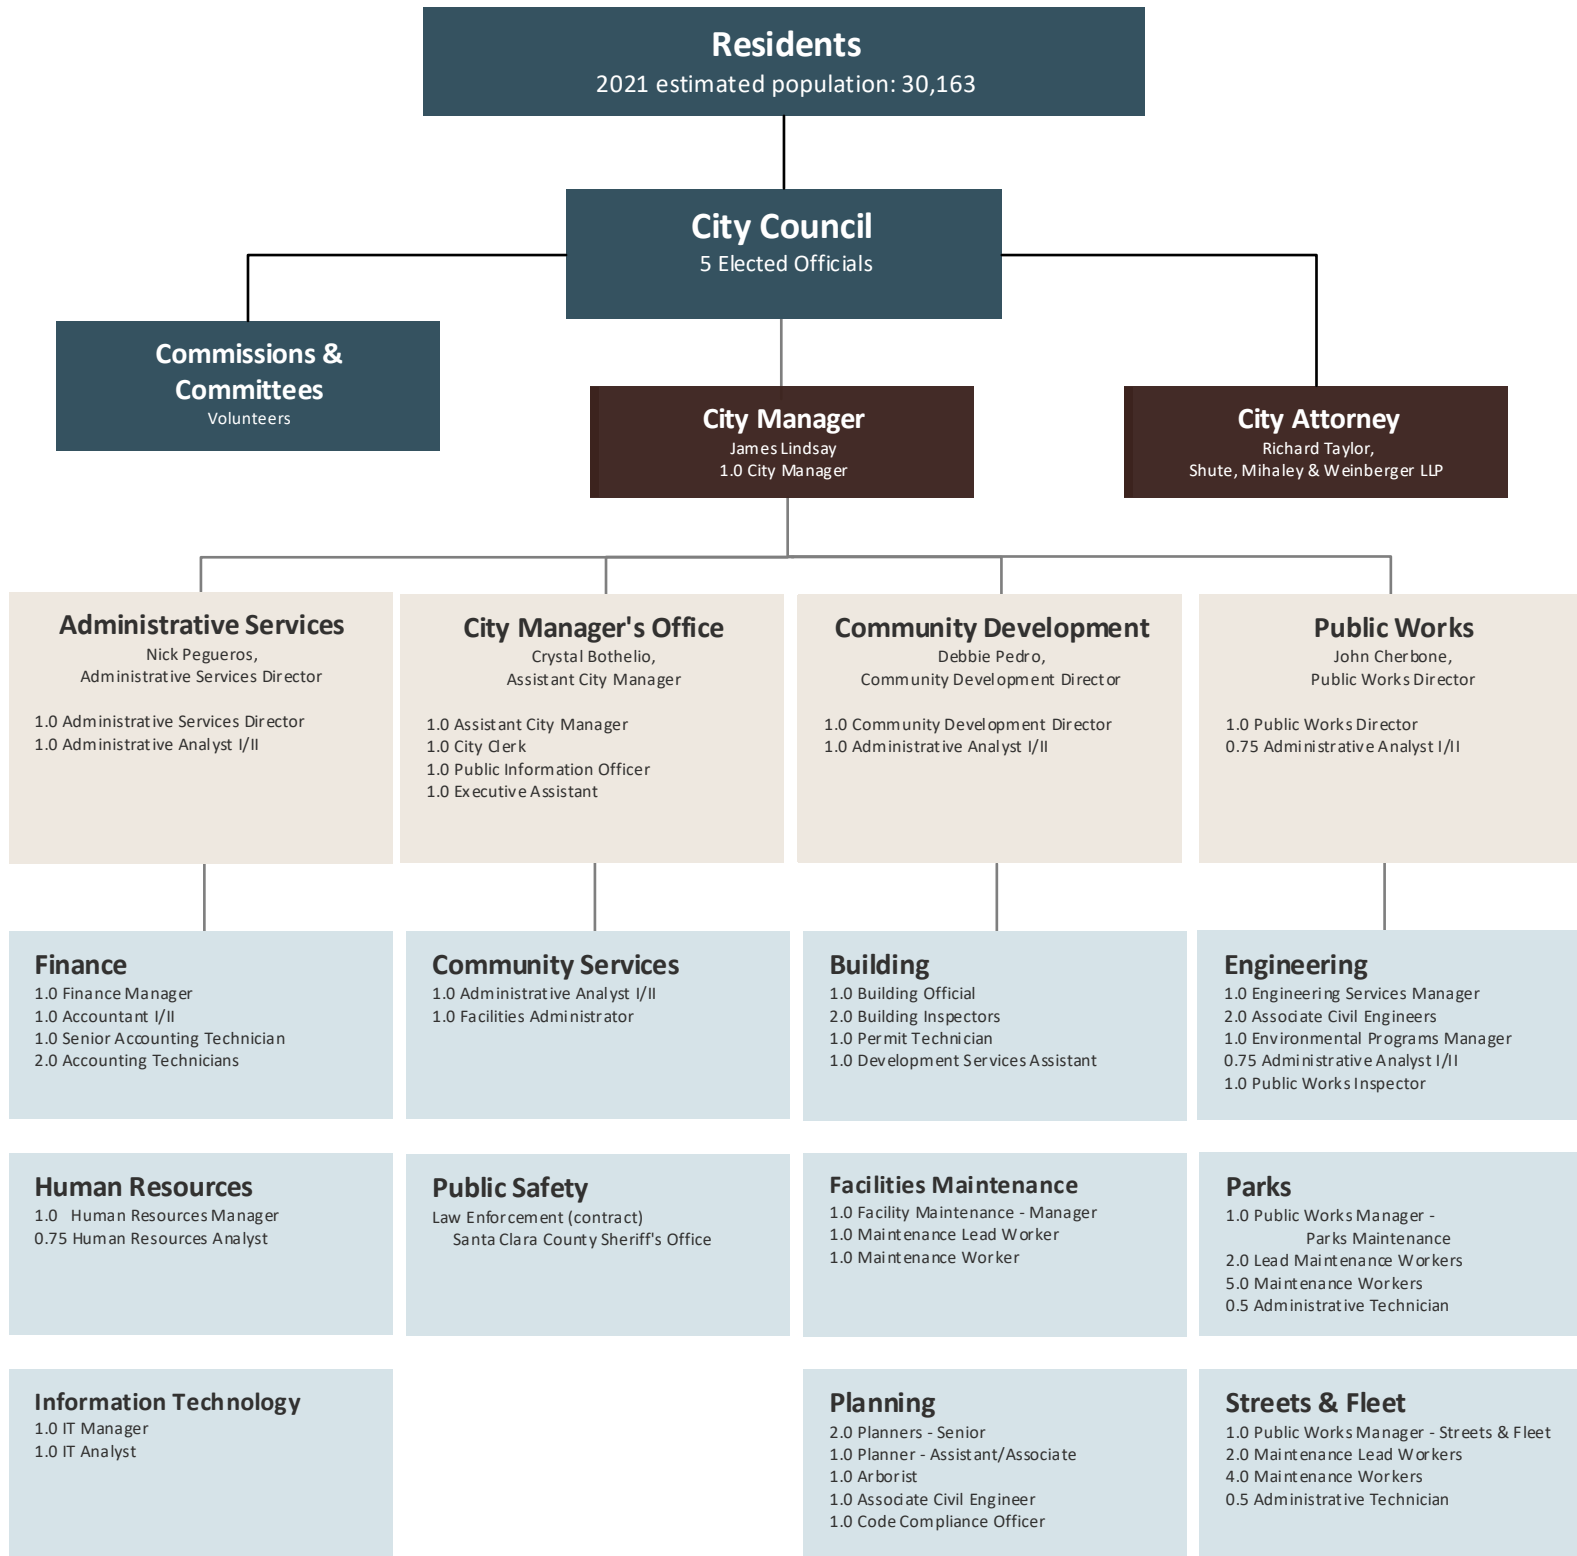 Residents
2021 estimated population: 30,163
City Council
5 Elected Officials
Commissions &
Committees
Volunteers
City Manager
James Lindsay
1.0 City Manager
City Attorney
Richard Taylor,
Shute, Mihaley & Weinberger LLP
Administrative Services
Nick Pegueros,
Administrative Services Director
1.0 Administrative Services Director
1.0 Administrative Analyst I/II
City Manager's Office
Crystal Bothelio,
Assistant City Manager
1.0 Assistant City Manager
1.0 City Clerk
1.0 Public Information Officer
1.0 Executive Assistant
Community Development
Debbie Pedro,
Community Development Director
1.0 Community Development Director
1.0 Administrative Analyst I/II
Public Works
John Cherbone,
Public Works Director
1.0 Public Works Director
0.75 Administrative Analyst I/II
Finance
1.0 Finance Manager
1.0 Accountant I/II
1.0 Senior Accounting Technician
2.0 Accounting Technicians
Community Services
1.0 Administrative Analyst I/II
1.0 Facilities Administrator
Building
1.0 Building Official
2.0 Building Inspectors
1.0 Permit Technician
1.0 Development Services Assistant
Engineering
1.0 Engineering Services Manager
2.0 Associate Civil Engineers
1.0 Environmental Programs Manager
0.75 Administrative Analyst I/II
1.0 Public Works Inspector
Human Resources
1.0 Human Resources Manager
0.75 Human Resources Analyst
Public Safety
Law Enforcement (contract)
Santa Clara County Sheriff's Office
Facilities Maintenance
1.0 Facility Maintenance - Manager
1.0 Maintenance Lead Worker
1.0 Maintenance Worker
Parks
1.0 Public Works Manager -
Parks Maintenance
2.0 Lead Maintenance Workers
5.0 Maintenance Workers
0.5 Administrative Technician
Information Technology
1.0 IT Manager
1.0 IT Analyst
Planning
2.0 Planners - Senior
1.0 Planner - Assistant/Associate
1.0 Arborist
1.0 Associate Civil Engineer
1.0 Code Compliance Officer
Streets & Fleet
1.0 Public Works Manager - Streets & Fleet
2.0 Maintenance Lead Workers
4.0 Maintenance Workers
0.5 Administrative Technician